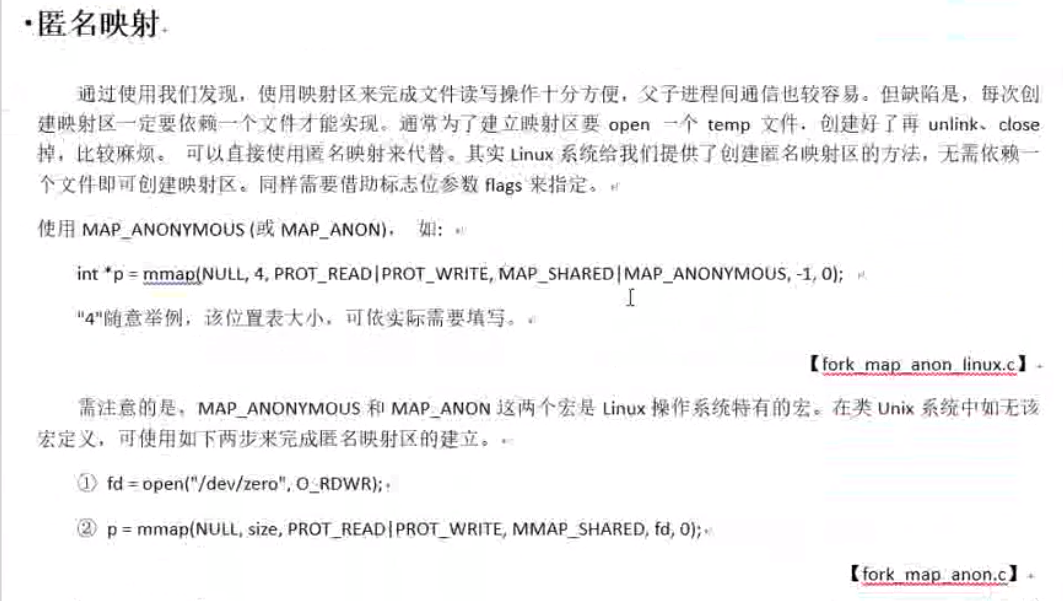 ·匿名映射
通过使用我们发现，使用映射区来完成文件读写操作十分方便，父子进程间通信也较容易。但缺陷是，每次创
建映射区一定要依赖一个文件才能实现。通常为了建立映射区要 open 一个 temp 文件，创建好了再 unlink、close
掉，比较麻烦。 可以直接使用匿名映射来代替。其实 Linux 系统给我们提供了创建匿名映射区的方法，无需依赖一
个文件即可创建映射区。同样需要借助标志位参数 flags 来指定。
使用 MAP_ANONYMOUS (或 MAP_ANON)， 如:
int *p = mmap(NULL, 4, PROT_READ|PROT_WRITE, MAP_SHARED|MAP_ANONYMOUS, -1, 0);
"4"随意举例，该位置表大小，可依实际需要填写。
【fork_map_anon_linux.c】
需注意的是，MAP_ANONYMOUS 和 MAP_ANON 这两个宏是 Linux 操作系统特有的宏。在类 Unix 系统中如无该
宏定义，可使用如下两步来完成匿名映射区的建立。
① fd = open("/dev/zero", O_RDWR);
② p = mmap(NULL, size, PROT_READ|PROT_WRITE, MMAP_SHARED, fd, 0);
【fork_map_anon.c】